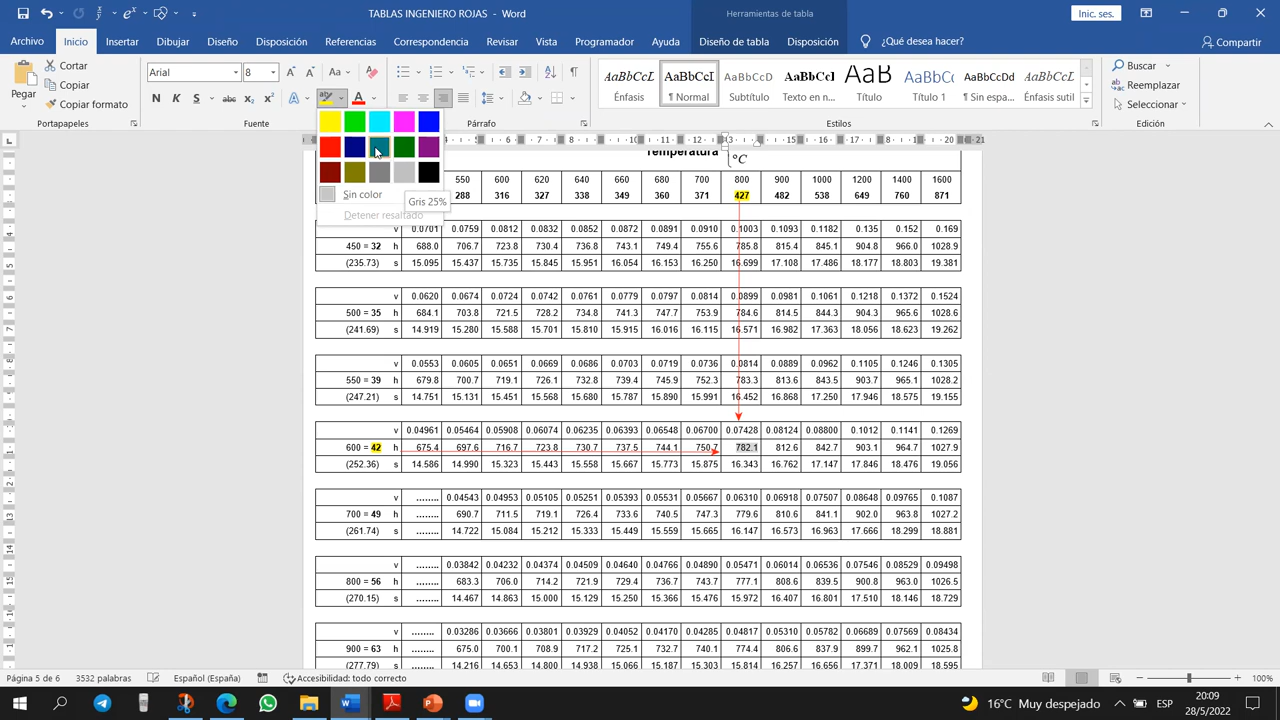 TABLAS INGENIERO ROJAS - Word
Herramientas de tabla
Inic. ses.
Archivo Inicio Insertar Dibujar Diseño Disposición Referencias Correspondencia Revisar Vista Programador Ayuda Diseño de tabla Disposición ¿Qué desea hacer? Compartir
Pegar
Cortar
Copiar
Copiar formato
Portapapeles
Arial 8
N K S
Fuente
Párrafo
AaBbCcL Énfasis
AaBbCcI ¶ Normal
AaBbCcD Subtítulo
AaBbCcl Texto en n...
AaB Título
AaBbC Título 1
AaBbCcDd ¶ Sin espa...
AaBbCcL Énfasis sutil
Estilos
Buscar
Reemplazar
Seleccionar
Edición
Sin color
Detener resaltado
Gris 25%
Temperatura °C
550 600 620 640 660 680 700 800 900 1000 1200 1400 1600
288 316 327 338 349 360 371 427 482 538 649 760 871
v 0.0701 0.0759 0.0812 0.0832 0.0852 0.0872 0.0891 0.0910 0.1003 0.1093 0.1182 0.135 0.152 0.169
450 = 32 h 688.0 706.7 723.8 730.4 736.8 743.1 749.4 755.6 785.8 815.4 845.1 904.8 966.0 1028.9
(235.73) s 15.095 15.437 15.735 15.845 15.951 16.054 16.153 16.250 16.699 17.108 17.486 18.177 18.803 19.381
v 0.0620 0.0674 0.0724 0.0742 0.0761 0.0779 0.0797 0.0814 0.0899 0.0981 0.1061 0.1218 0.1372 0.1524
500 = 35 h 684.1 703.8 721.5 728.2 734.8 741.3 747.7 753.9 784.6 814.5 844.3 904.3 965.6 1028.6
(241.69) s 14.919 15.280 15.588 15.701 15.810 15.915 16.016 16.115 16.571 16.982 17.363 18.056 18.623 19.262
v 0.0553 0.0605 0.0651 0.0669 0.0686 0.0703 0.0719 0.0736 0.0814 0.0889 0.0962 0.1105 0.1246 0.1305
550 = 39 h 679.8 700.7 719.1 726.1 732.8 739.4 745.9 752.3 783.3 813.6 843.5 903.7 965.1 1028.2
(247.21) s 14.751 15.131 15.451 15.568 15.680 15.787 15.890 15.991 16.452 16.868 17.250 17.946 18.575 19.155
v 0.04961 0.05464 0.05908 0.06074 0.06235 0.06393 0.06548 0.06700 0.07428 0.08124 0.08800 0.1012 0.1141 0.1269
600 = 42 h 675.4 697.6 716.7 723.8 730.7 737.5 744.1 750.7 782.1 812.6 842.7 903.1 964.7 1027.9
(252.36) s 14.586 14.990 15.323 15.443 15.558 15.667 15.773 15.875 16.343 16.762 17.147 17.846 18.476 19.056
v ........ 0.04543 0.04953 0.05105 0.05251 0.05393 0.05531 0.05667 0.06310 0.06918 0.07507 0.08648 0.09765 0.1087
700 = 49 h ........ 690.7 711.5 719.1 726.4 733.6 740.5 747.3 779.6 810.6 841.1 902.0 963.8 1027.2
(261.74) s ........ 14.722 15.084 15.212 15.333 15.449 15.559 15.665 16.147 16.573 16.963 17.666 18.299 18.881
v ........ 0.03842 0.04232 0.04374 0.04509 0.04640 0.04766 0.04890 0.05471 0.06014 0.06536 0.07546 0.08529 0.09498
800 = 56 h ........ 683.3 706.0 714.2 721.9 729.4 736.7 743.7 777.1 808.6 839.5 900.8 963.0 1026.5
(270.15) s ........ 14.467 14.863 15.000 15.129 15.250 15.366 15.476 15.972 16.407 16.801 17.510 18.146 18.729
v ........ 0.03286 0.03666 0.03801 0.03929 0.04052 0.04170 0.04285 0.04817 0.05310 0.05782 0.06689 0.07569 0.08434
900 = 63 h ........ 675.0 700.1 708.9 717.2 725.1 732.7 740.1 774.4 806.6 837.9 899.7 962.1 1025.8
(277.79) s ........ 14.216 14.653 14.800 14.938 15.066 15.187 15.303 15.814 16.257 16.656 17.371 18.009 18.595
Página 5 de 6 3532 palabras Español (España) Accesibilidad: todo correcto 100%
16°C Muy despejado ESP 20:09
28/5/2022